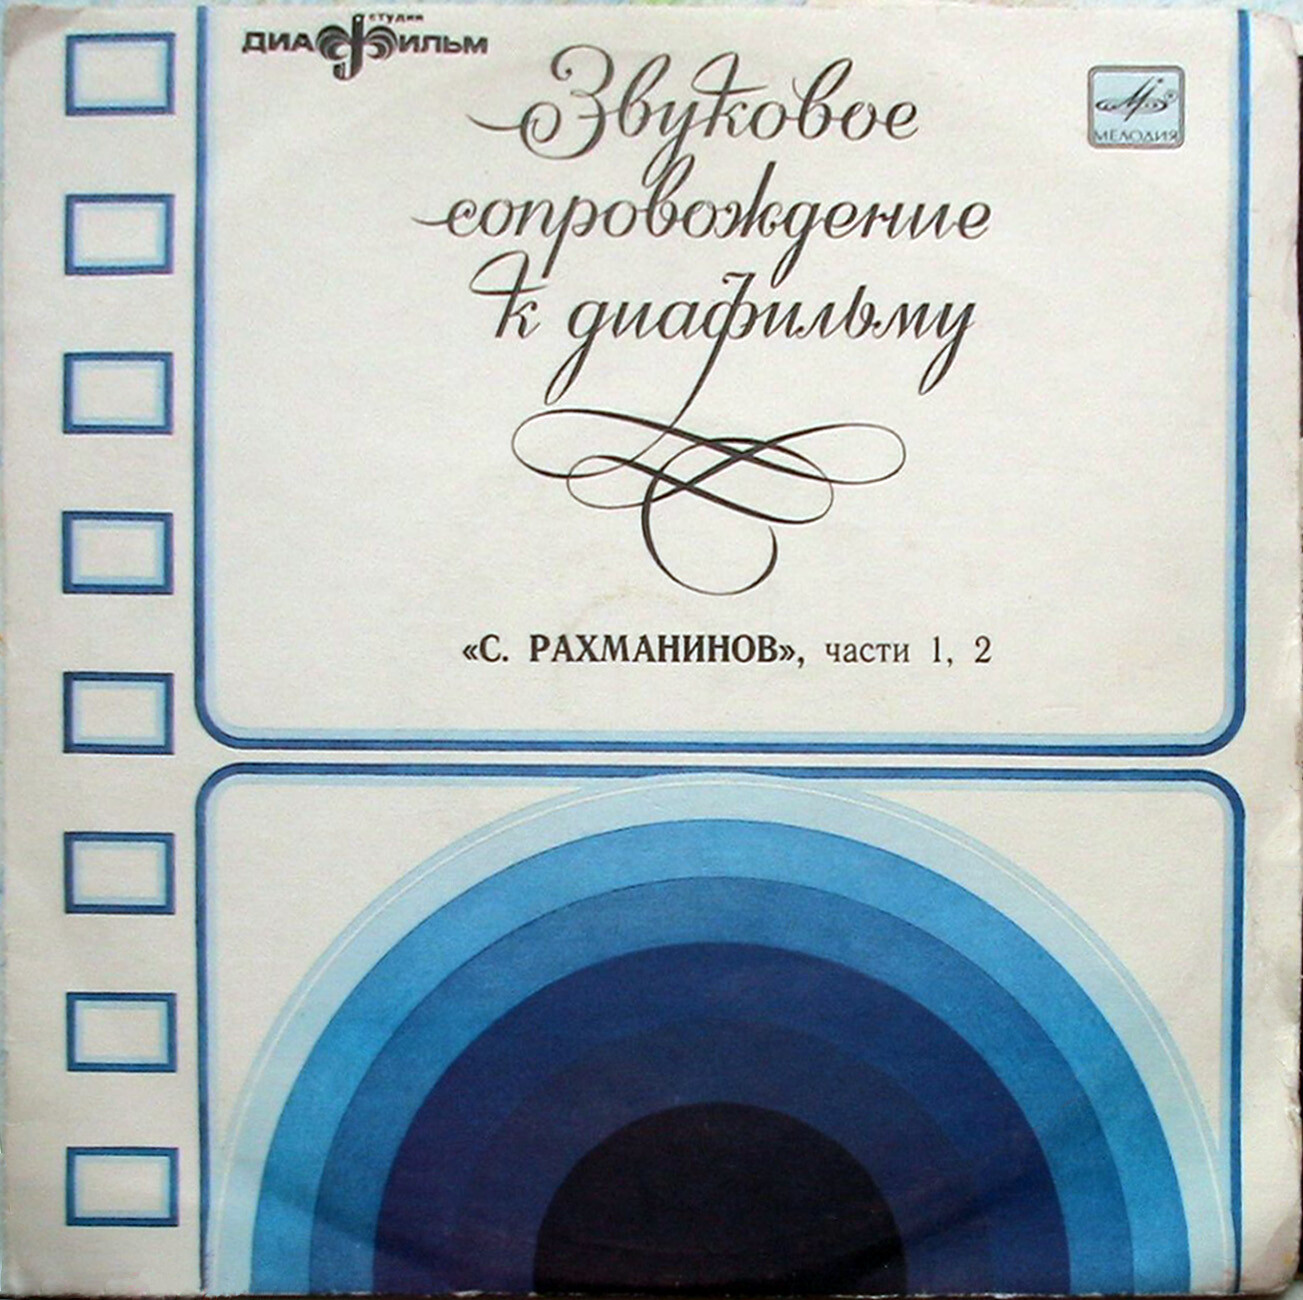 студия
ДИАФИЛЬМ
Звуковое
сопровождение
к диафильму
МЕЛОДИЯ
«С. РАХМАНИНОВ», части 1, 2